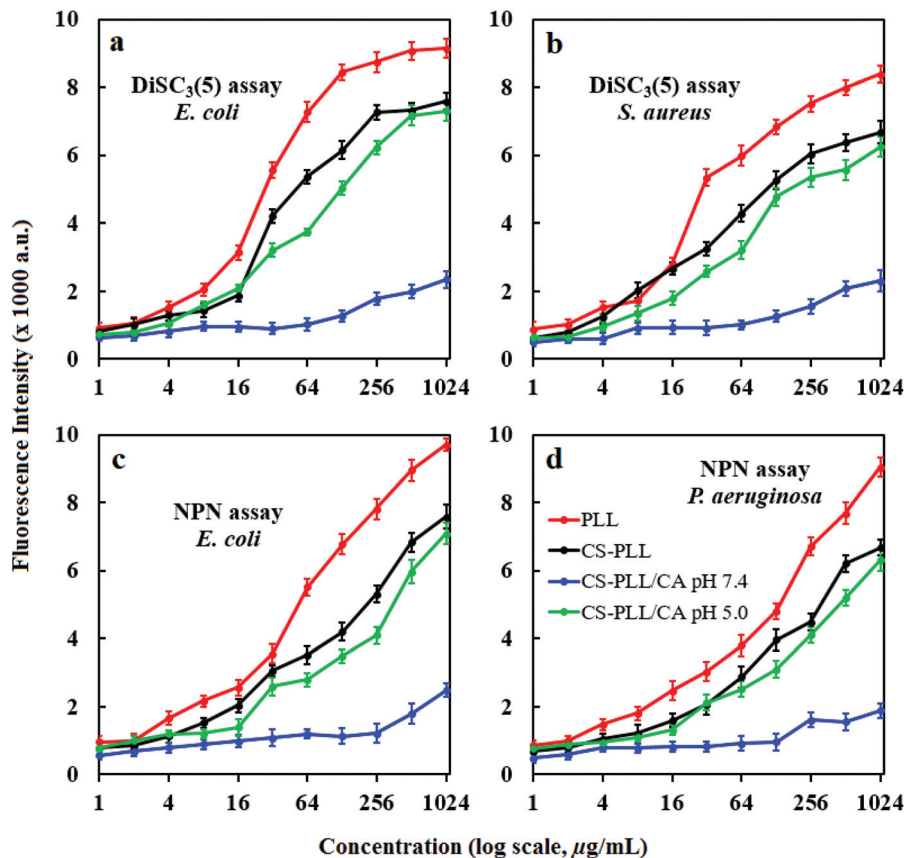 Fluorescence Intensity (x 1000 a.u.)
a
DiSC₃(5) assay
E. coli
10
8
6
4
2
0
1 4 16 64 256 1024
b
DiSC₃(5) assay
S. aureus
10
8
6
4
2
0
1 4 16 64 256 1024
c
NPN assay
E. coli
10
8
6
4
2
0
1 4 16 64 256 1024
d
NPN assay
P. aeruginosa
PLL
CS-PLL
CS-PLL/CA pH 7.4
CS-PLL/CA pH 5.0
10
8
6
4
2
0
1 4 16 64 256 1024
Concentration (log scale, μg/mL)